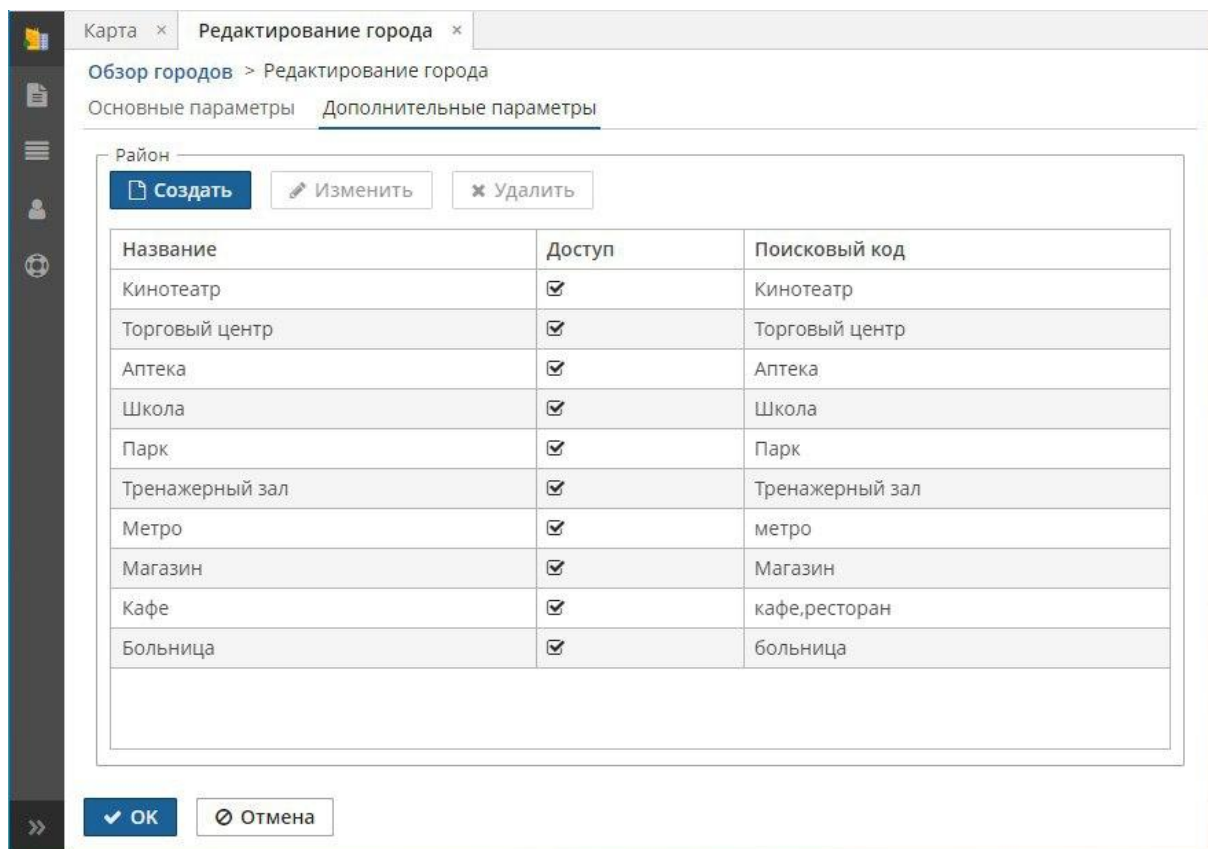 Карта × Редактирование города ×
Обзор городов > Редактирование города
Основные параметры Дополнительные параметры
Район
Создать Изменить Удалить
Название Доступ Поисковый код
Кинотеатр Кинотеатр
Торговый центр Торговый центр
Аптека Аптека
Школа Школа
Парк Парк
Тренажерный зал Тренажерный зал
Метро метро
Магазин Магазин
Кафе кафе,ресторан
Больница больница
OK Отмена